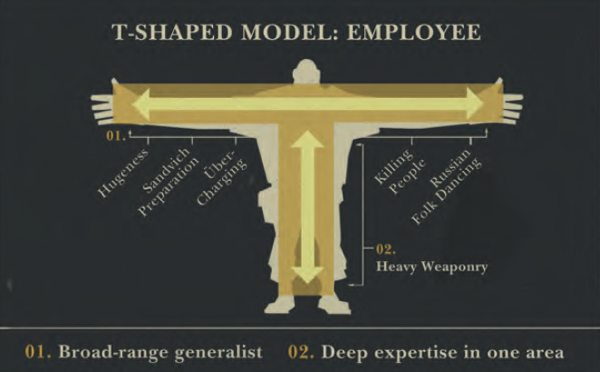 T-SHAPED MODEL: EMPLOYEE
01.
Hugeness
Sandvich
Preparation
Über-
Charging
Killing
People
Russian
Folk Dancing
02.
Heavy Weaponry
01. Broad-range generalist
02. Deep expertise in one area